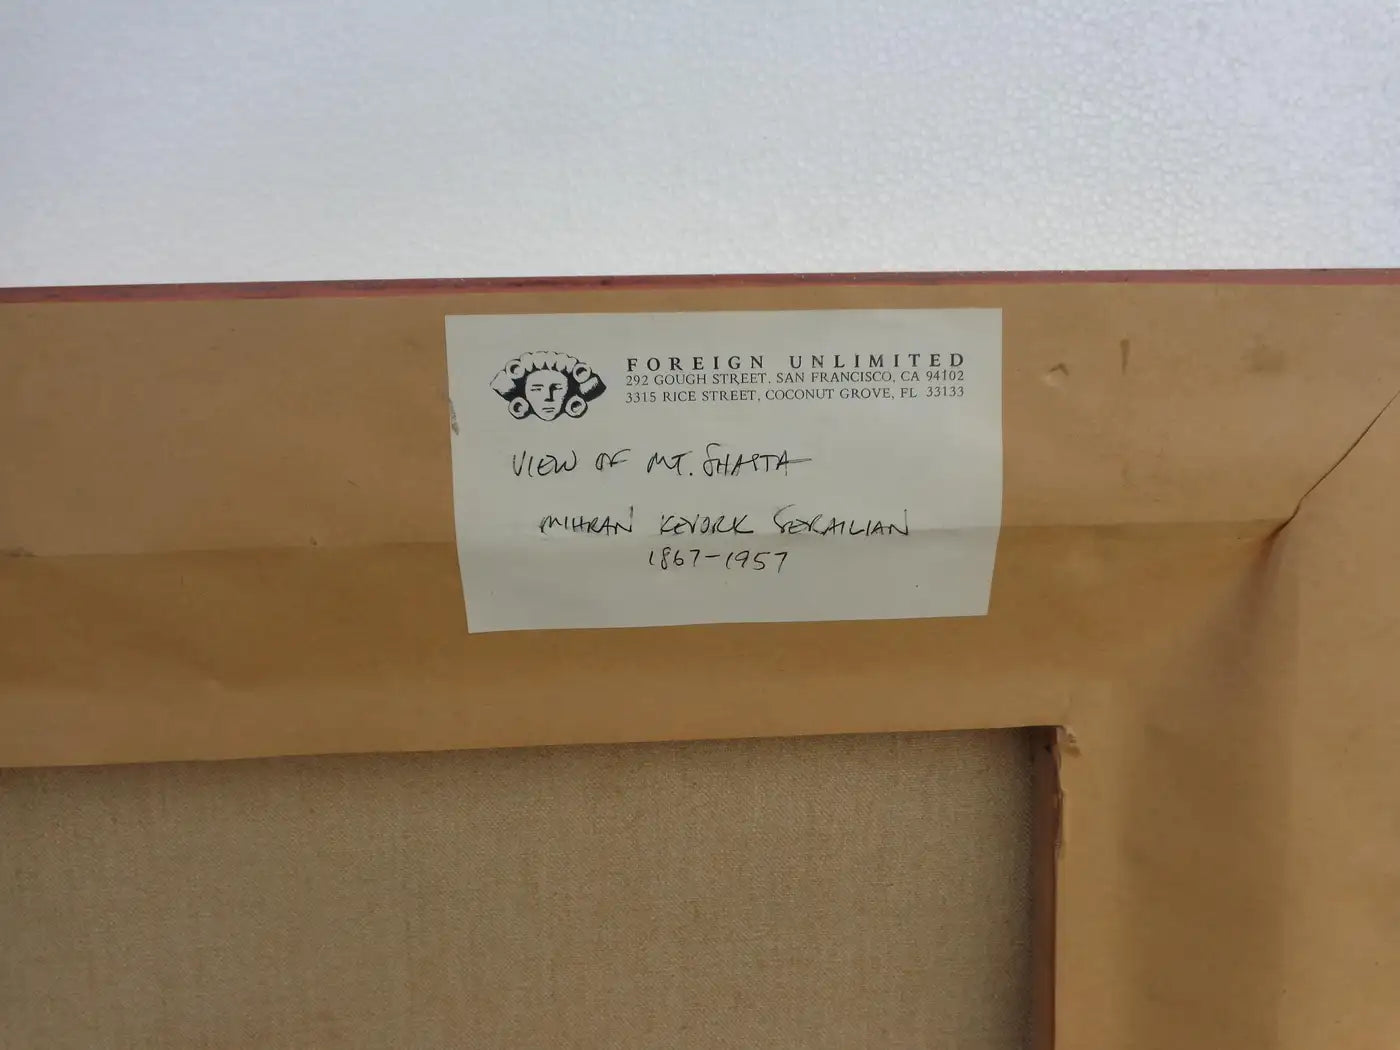 FOREIGN UNLIMITED
292 GOUGH STREET. SAN FRANCISCO, CA 94102
3315 RICE STREET, COCONUT GROVE, FL 33133
VIEW OF MT. SHASTA
MIHRAN KEVORK SERAILIAN
1867-1957